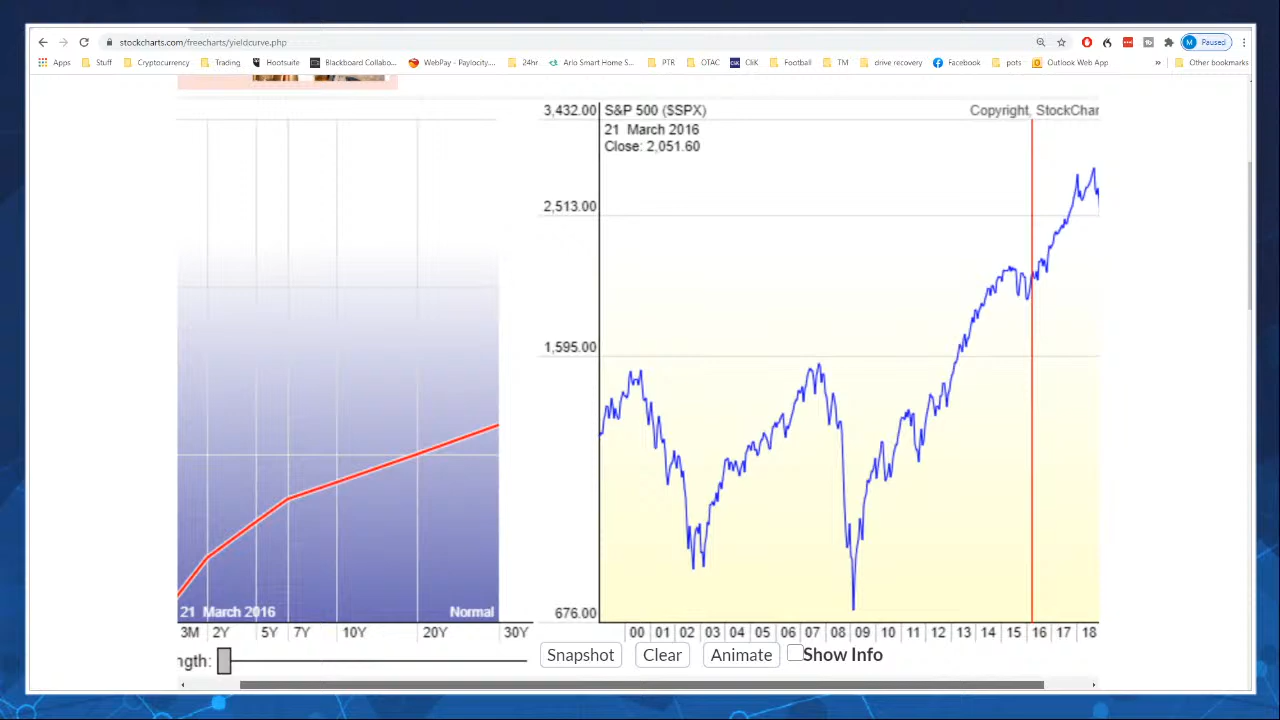 stockcharts.com/freecharts/yieldcurve.php
M Paused
Apps Stuff Cryptocurrency Trading Hootsuite Blackboard Collabo... WebPay - Paylocity... 24hr Arlo Smart Home S... PTR OTAC CliK Football TM drive recovery Facebook pots Outlook Web App » Other bookmarks
3,432.00 S&P 500 ($SPX) Copyright, StockChar
21 March 2016
Close: 2,051.60
2,513.00
1,595.00
676.00
21 March 2016 Normal
3M 2Y 5Y 7Y 10Y 20Y 30Y
00 01 02 03 04 05 06 07 08 09 10 11 12 13 14 15 16 17 18
ngth: Snapshot Clear Animate Show Info